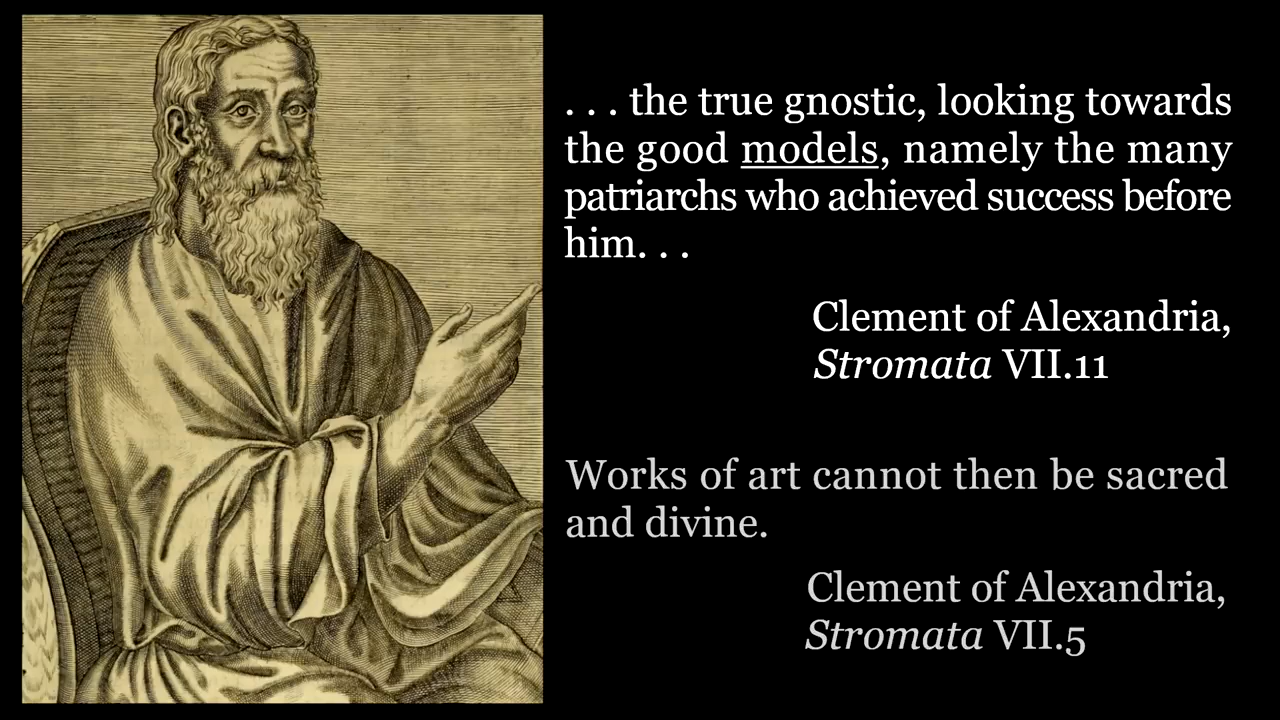 . . . the true gnostic, looking towards
the good models, namely the many
patriarchs who achieved success before
him. . .
Clement of Alexandria,
Stromata VII.11
Works of art cannot then be sacred
and divine.
Clement of Alexandria,
Stromata VII.5